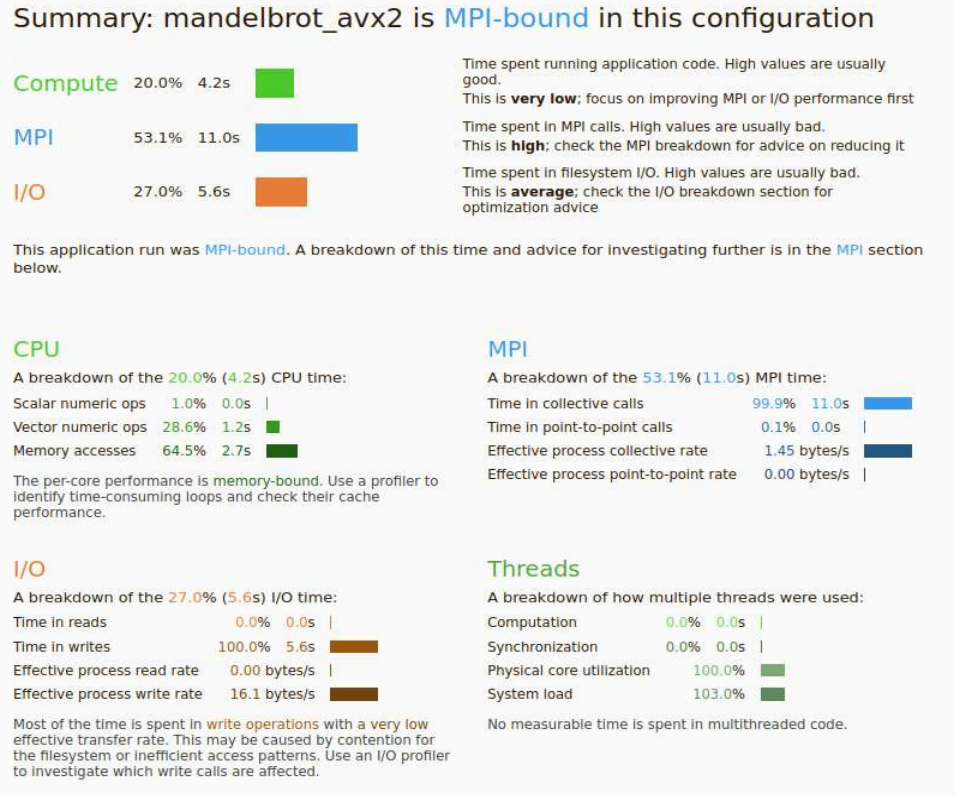 Summary: mandelbrot_avx2 is MPI-bound in this configuration
Compute 20.0% 4.2s
Time spent running application code. High values are usually
good.
This is very low; focus on improving MPI or I/O performance first
MPI 53.1% 11.0s
Time spent in MPI calls. High values are usually bad.
This is high; check the MPI breakdown for advice on reducing it
I/O 27.0% 5.6s
Time spent in filesystem I/O. High values are usually bad.
This is average; check the I/O breakdown section for
optimization advice
This application run was MPI-bound. A breakdown of this time and advice for investigating further is in the MPI section
below.
CPU
A breakdown of the 20.0% (4.2s) CPU time:
Scalar numeric ops 1.0% 0.0s
Vector numeric ops 28.6% 1.2s
Memory accesses 64.5% 2.7s
The per-core performance is memory-bound. Use a profiler to
identify time-consuming loops and check their cache
performance.
MPI
A breakdown of the 53.1% (11.0s) MPI time:
Time in collective calls 99.9% 11.0s
Time in point-to-point calls 0.1% 0.0s
Effective process collective rate 1.45 bytes/s
Effective process point-to-point rate 0.00 bytes/s
I/O
A breakdown of the 27.0% (5.6s) I/O time:
Time in reads 0.0% 0.0s
Time in writes 100.0% 5.6s
Effective process read rate 0.00 bytes/s
Effective process write rate 16.1 bytes/s
Most of the time is spent in write operations with a very low
effective transfer rate. This may be caused by contention for
the filesystem or inefficient access patterns. Use an I/O profiler
to investigate which write calls are affected.
Threads
A breakdown of how multiple threads were used:
Computation 0.0% 0.0s
Synchronization 0.0% 0.0s
Physical core utilization 100.0%
System load 103.0%
No measurable time is spent in multithreaded code.